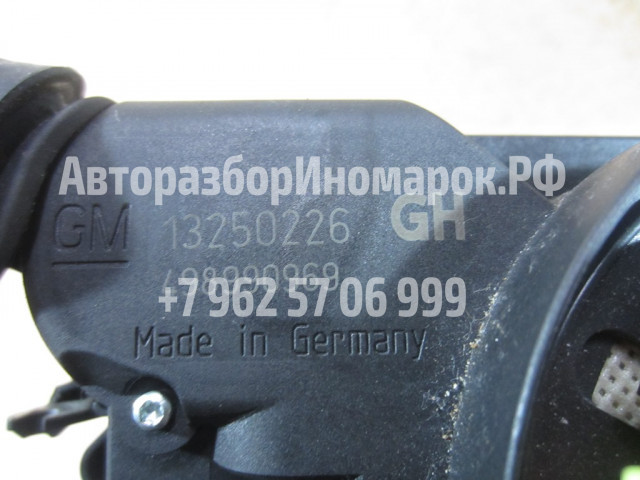 АвторазборИномарок.РФ
GM 13250226 GH
+7 962 57 06 999
Made in Germany